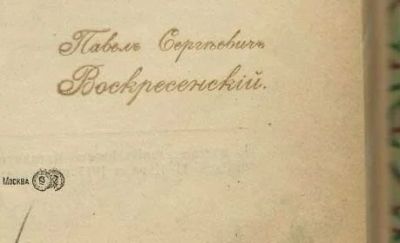 Павелъ Сергѣевичъ
Воскресенскій.
Москва